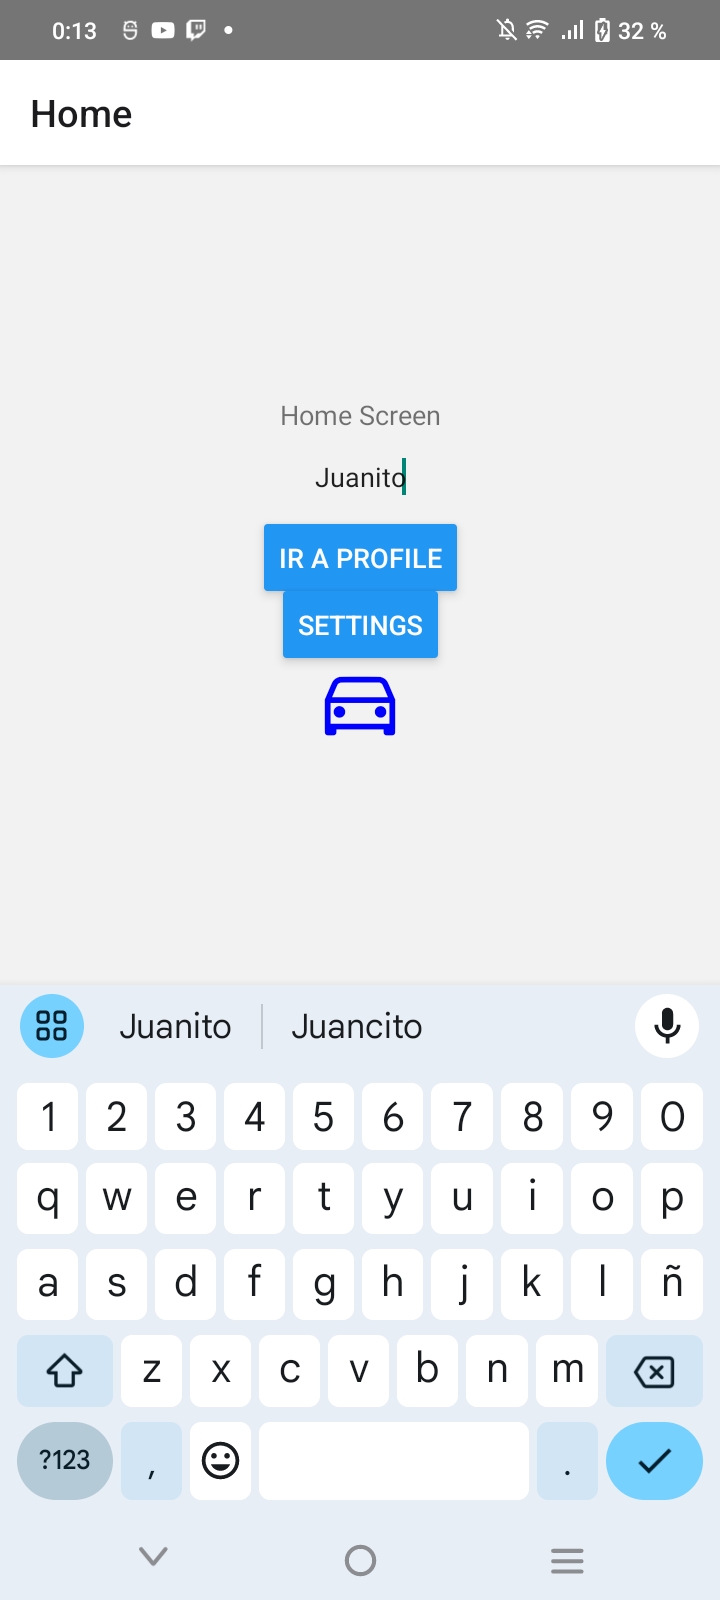 0:13 32 %
Home
Home Screen
Juanito
IR A PROFILE
SETTINGS
Juanito Juancito
1 2 3 4 5 6 7 8 9 0
q w e r t y u i o p
a s d f g h j k l ñ
z x c v b n m
?123 , .